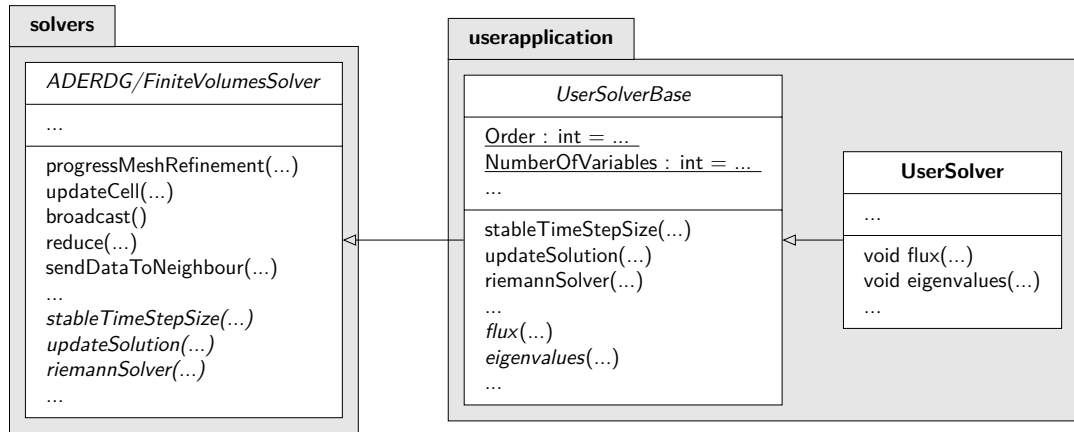 solvers
ADERDG/FiniteVolumesSolver
...
progressMeshRefinement(...)
updateCell(...)
broadcast()
reduce(...)
sendDataToNeighbour(...)
...
stableTimeStepSize(...)
updateSolution(...)
riemannSolver(...)
...
userapplication
UserSolverBase
Order : int = ...
NumberOfVariables : int = ...
...
stableTimeStepSize(...)
updateSolution(...)
riemannSolver(...)
...
flux(...)
eigenvalues(...)
...
UserSolver
...
void flux(...)
void eigenvalues(...)
...